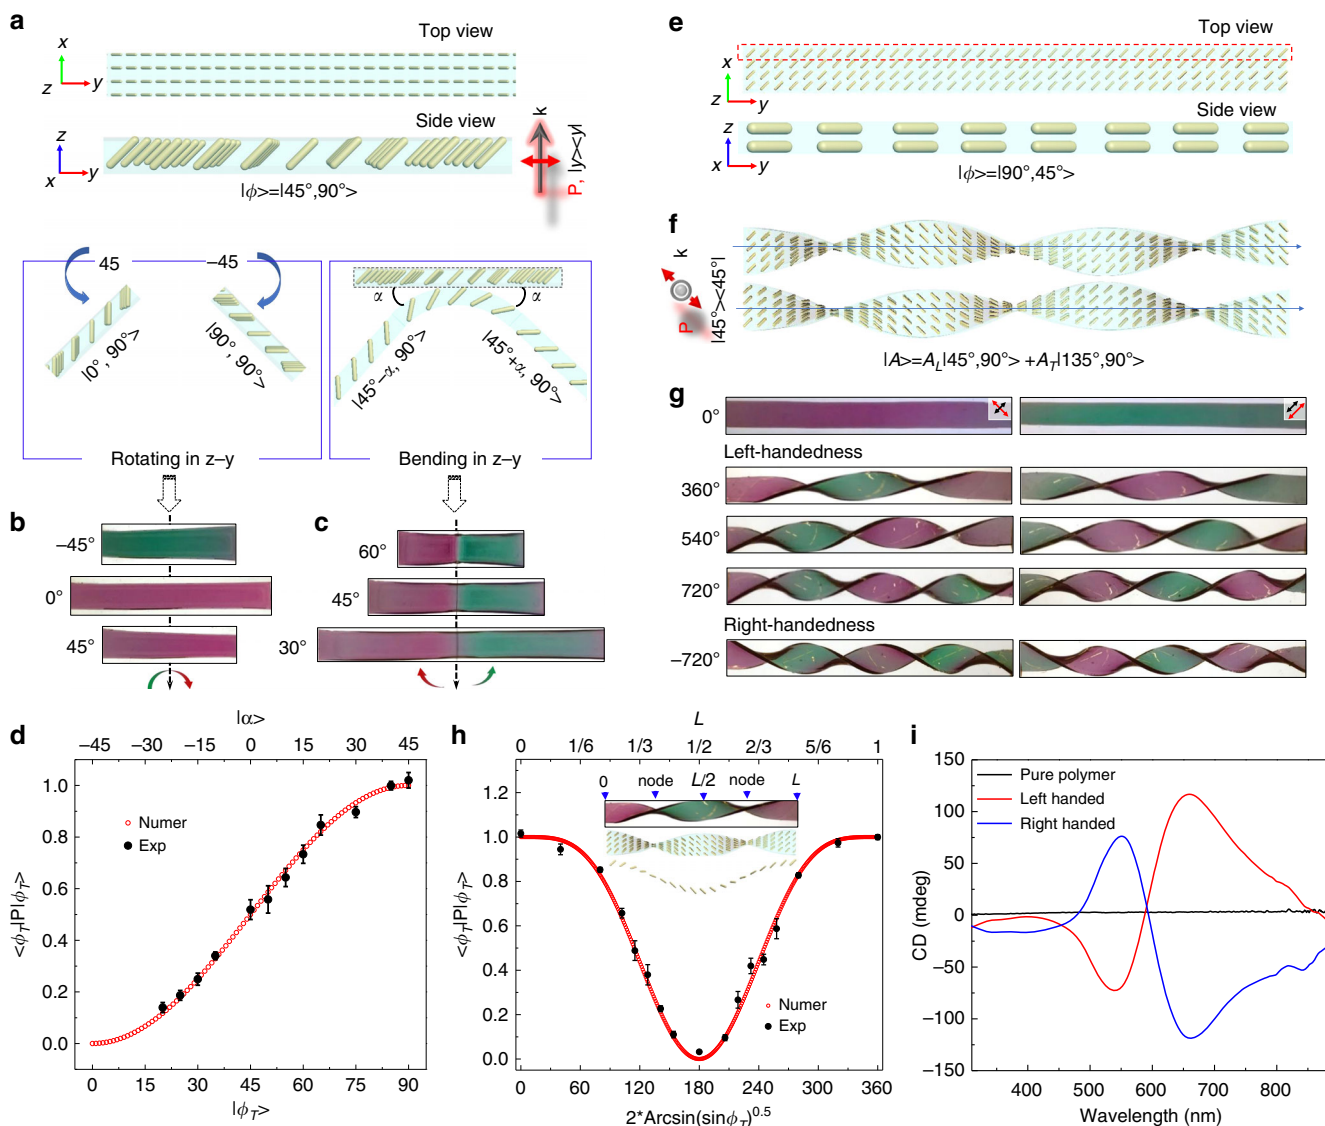 a
Top view
x
z
y
Side view
z
x
y
k
P, |y><y|
|ϕ>=|45°,90°>
45
−45
|0°, 90°>
|90°, 90°>
α
α
|45°−α, 90°>
|45°+α, 90°>
Rotating in z–y
Bending in z–y
b
−45°
0°
45°
c
60°
45°
30°
d
|α>
−45 −30 −15 0 15 30 45
1.0
0.8
0.6
0.4
0.2
0.0
<ϕT|P|ϕT>
Numer
Exp
0 15 30 45 60 75 90
|ϕT>
e
Top view
x
z
y
Side view
z
x
y
|ϕ>=|90°,45°>
f
k
P
|45°><45°|
|A>=AL|45°,90°> +AT|135°,90°>
g
0°
Left-handedness
360°
540°
720°
Right-handedness
−720°
h
L
0 1/6 1/3 1/2 2/3 5/6 1
0 node L/2 node L
1.2
1.0
0.8
0.6
0.4
0.2
0.0
<ϕT|P|ϕT>
Numer
Exp
0 60 120 180 240 300 360
2*Arcsin(sinϕT)0.5
i
150
100
50
0
−50
−100
−150
CD (mdeg)
Pure polymer
Left handed
Right handed
400 500 600 700 800
Wavelength (nm)